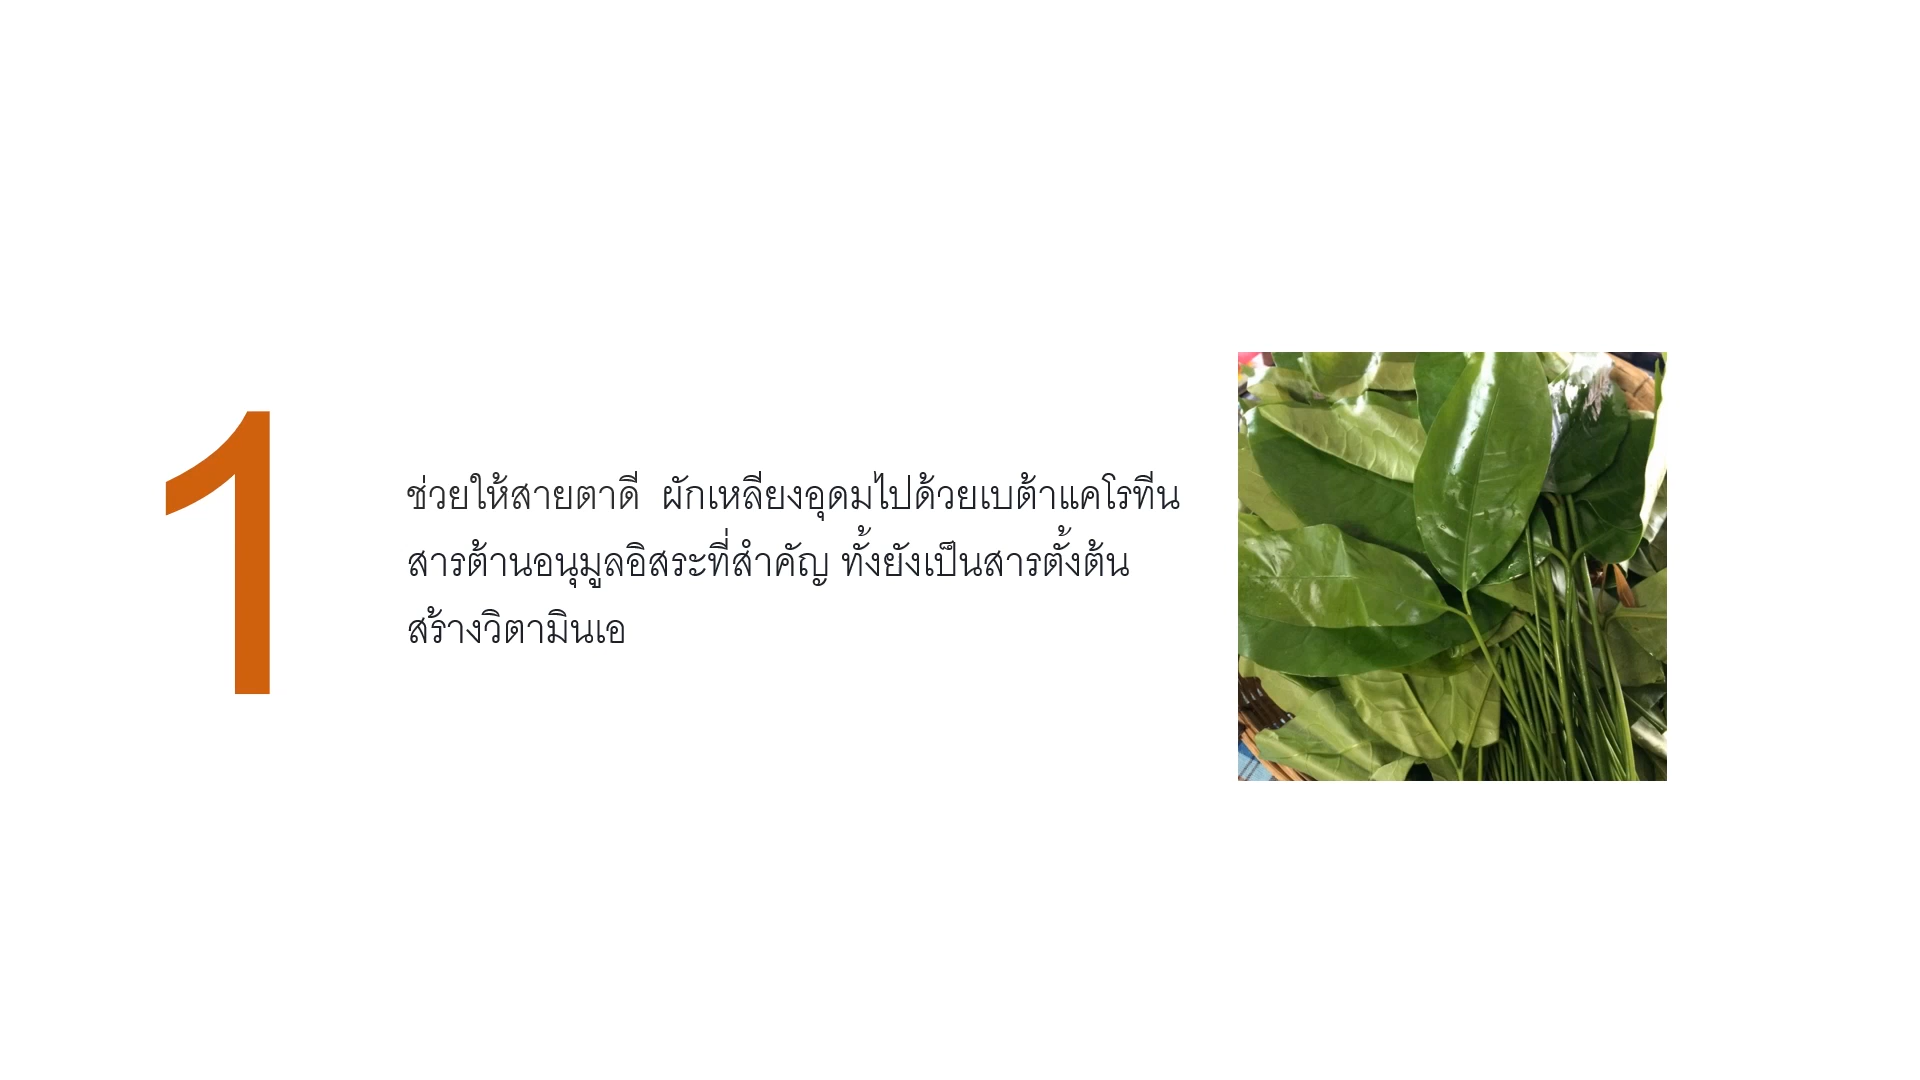 1
ช่วยให้สายตาดี  ผักเหลียงอุดมไปด้วยเบต้าแคโรทีน
สารต้านอนุมูลอิสระที่สำคัญ ทั้งยังเป็นสารตั้งต้น
สร้างวิตามินเอ